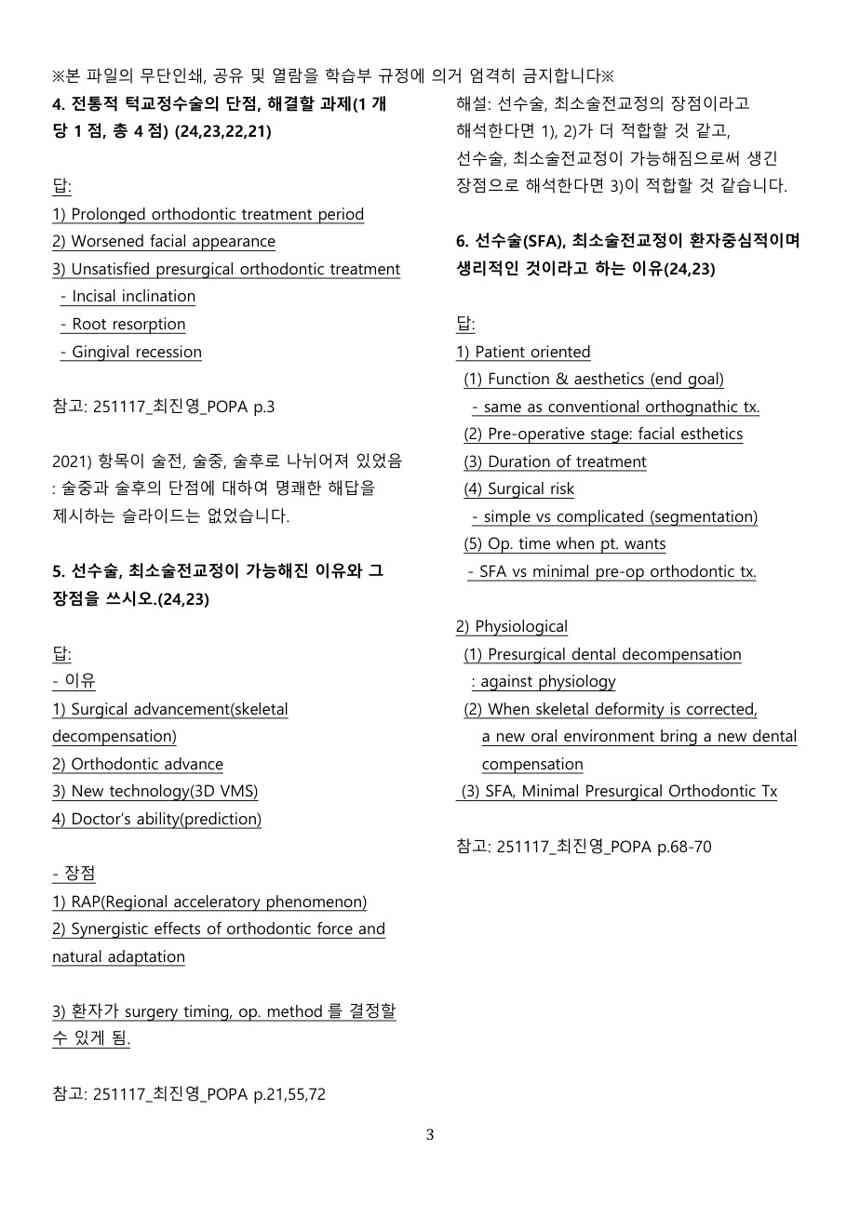 ※본 파일의 무단인쇄, 공유 및 열람을 학습부 규정에 의거 엄격히 금지합니다※
4. 전통적 턱교정수술의 단점, 해결할 과제(1 개
당 1 점, 총 4 점) (24,23,22,21)
답:
1) Prolonged orthodontic treatment period
2) Worsened facial appearance
3) Unsatisfied presurgical orthodontic treatment
- Incisal inclination
- Root resorption
- Gingival recession
참고: 251117_최진영_POPA p.3
2021) 항목이 술전, 술중, 술후로 나뉘어져 있었음
: 술중과 술후의 단점에 대하여 명쾌한 해답을
제시하는 슬라이드는 없었습니다.
5. 선수술, 최소술전교정이 가능해진 이유와 그
장점을 쓰시오.(24,23)
답:
- 이유
1) Surgical advancement(skeletal
decompensation)
2) Orthodontic advance
3) New technology(3D VMS)
4) Doctor's ability(prediction)
- 장점
1) RAP(Regional acceleratory phenomenon)
2) Synergistic effects of orthodontic force and
natural adaptation
3) 환자가 surgery timing, op. method 를 결정할
수 있게 됨.
참고: 251117_최진영_POPA p.21,55,72
해설: 선수술, 최소술전교정의 장점이라고
해석한다면 1), 2)가 더 적합할 것 같고,
선수술, 최소술전교정이 가능해짐으로써 생긴
장점으로 해석한다면 3)이 적합할 것 같습니다.
6. 선수술(SFA), 최소술전교정이 환자중심적이며
생리적인 것이라고 하는 이유(24,23)
답:
1) Patient oriented
(1) Function & aesthetics (end goal)
- same as conventional orthognathic tx.
(2) Pre-operative stage: facial esthetics
(3) Duration of treatment
(4) Surgical risk
- simple vs complicated (segmentation)
(5) Op. time when pt. wants
- SFA vs minimal pre-op orthodontic tx.
2) Physiological
(1) Presurgical dental decompensation
: against physiology
(2) When skeletal deformity is corrected,
a new oral environment bring a new dental
compensation
(3) SFA, Minimal Presurgical Orthodontic Tx
참고: 251117_최진영_POPA p.68-70
3